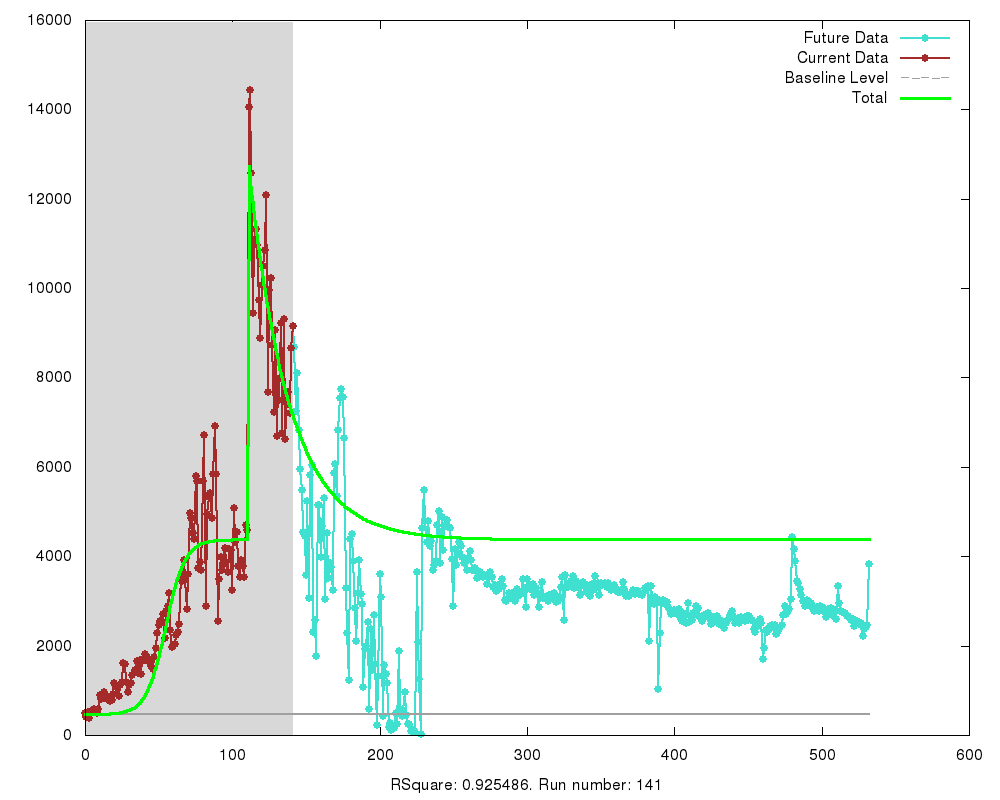 16000
14000
12000
10000
8000
6000
4000
2000
0
Future Data
Current Data
Baseline Level
Total
0 100 200 300 400 500 600
RSquare: 0.925486. Run number: 141